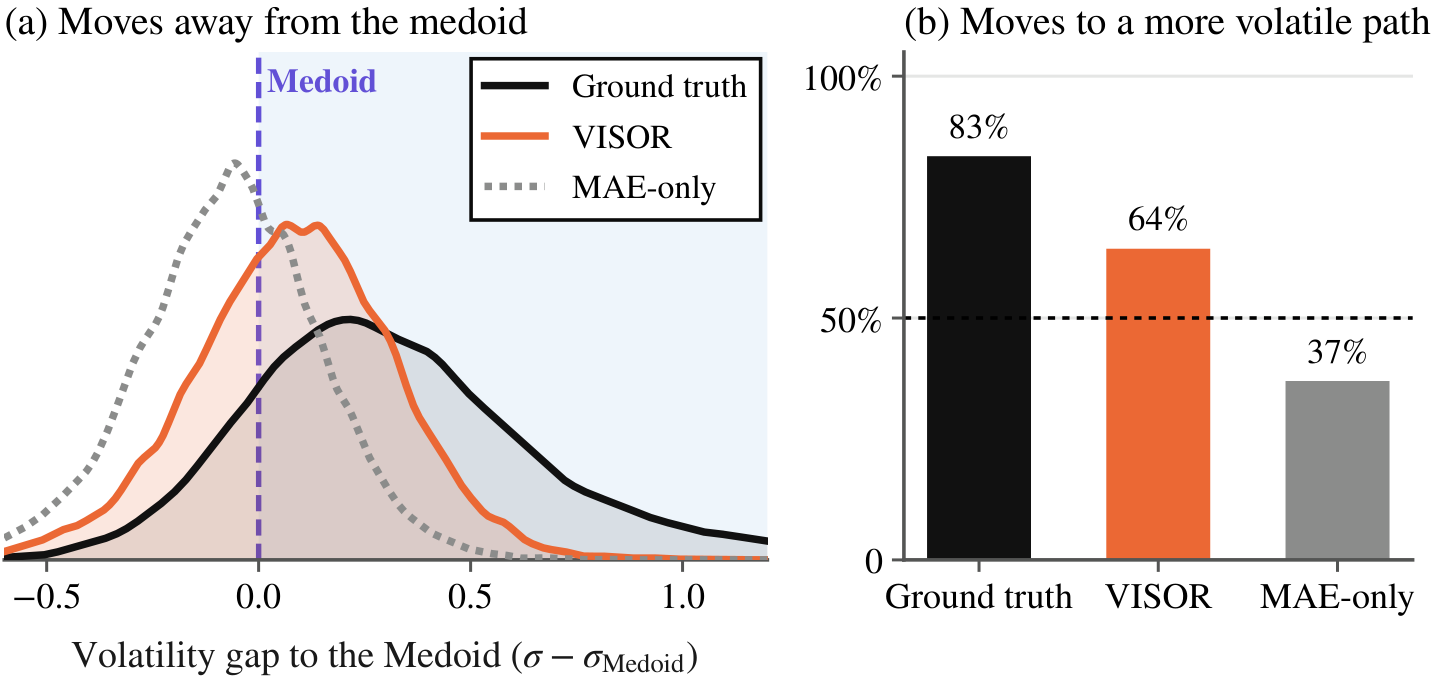 (a) Moves away from the medoid
Medoid
Ground truth
VISOR
MAE-only
−0.5
0.0
0.5
1.0
Volatility gap to the Medoid (σ − σMedoid)
(b) Moves to a more volatile path
100%
50%
0
83%
64%
37%
Ground truth
VISOR
MAE-only